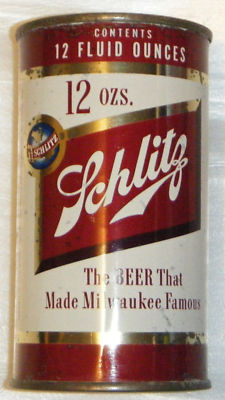 CONTENTS
12 FLUID OUNCES
12 OZS.
SCHLITZ
Schlitz
The BEER That
Made Milwaukee Famous